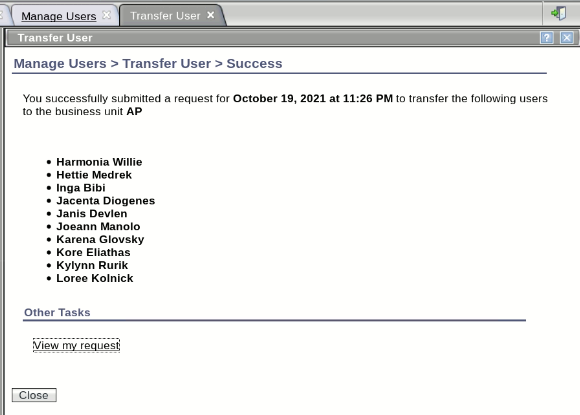 Manage Users Transfer User
Transfer User
Manage Users > Transfer User > Success
You successfully submitted a request for October 19, 2021 at 11:26 PM to transfer the following users
to the business unit AP
Harmonia Willie
Hettie Medrek
Inga Bibi
Jacenta Diogenes
Janis Devlen
Joeann Manolo
Karena Glovsky
Kore Eliathas
Kylynn Rurik
Loree Kolnick
Other Tasks
View my request
Close